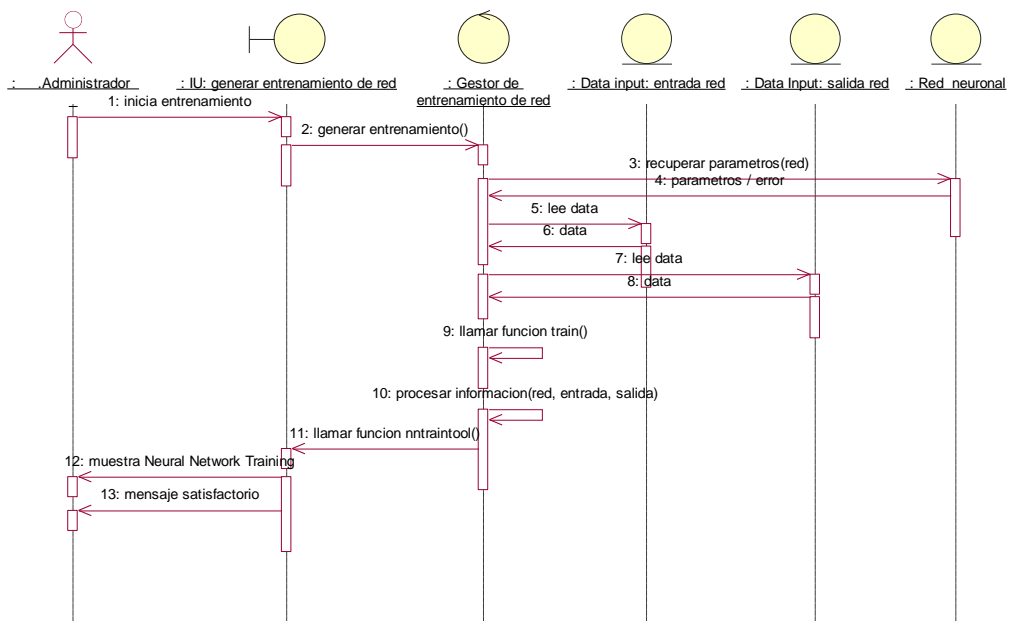 : .Administrador
: IU: generar entrenamiento de red
: Gestor de
entrenamiento de red
: Data input: entrada red
: Data Input: salida red
: Red_neuronal
1: inicia entrenamiento
2: generar entrenamiento()
3: recuperar parametros(red)
4: parametros / error
5: lee data
6: data
7: lee data
8: data
9: llamar funcion train()
10: procesar informacion(red, entrada, salida)
11: llamar funcion nntraintool()
12: muestra Neural Network Training
13: mensaje satisfactorio